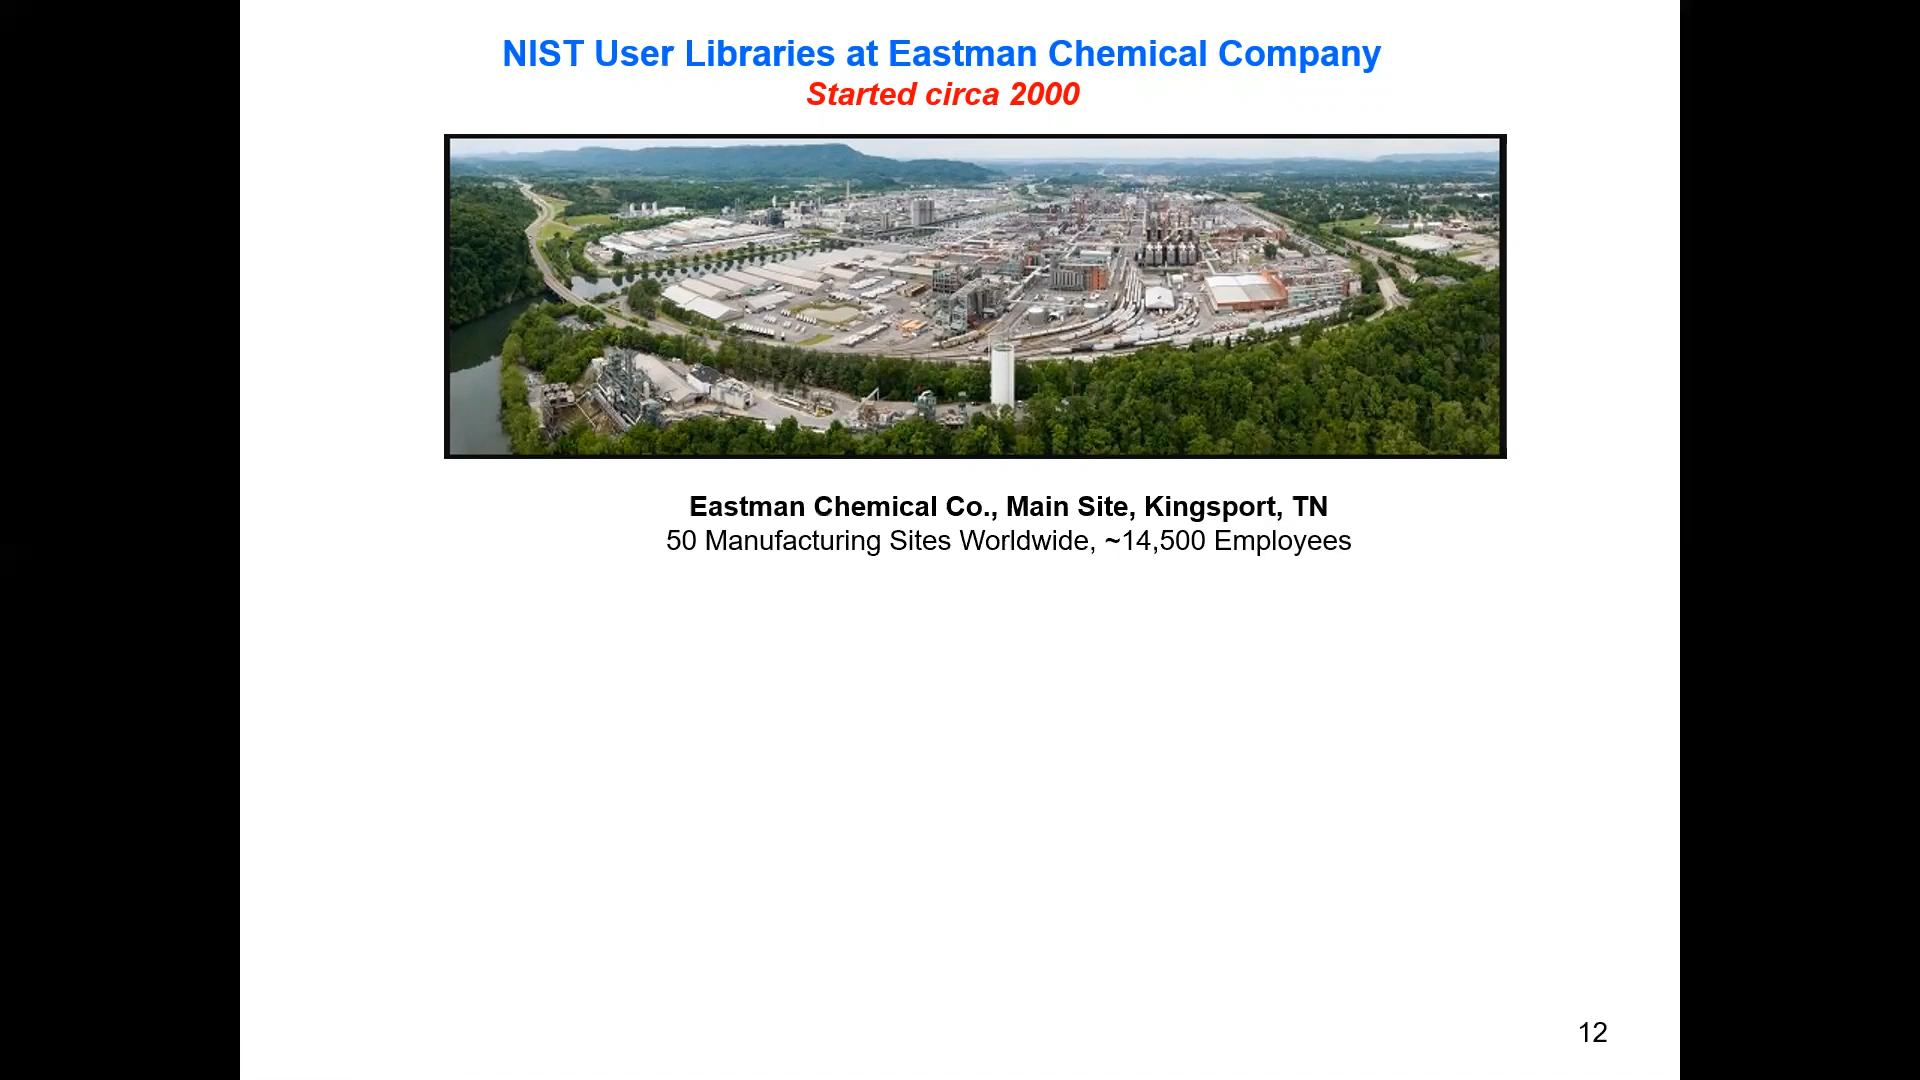 NIST User Libraries at Eastman Chemical Company
Started circa 2000
Eastman Chemical Co., Main Site, Kingsport, TN
50 Manufacturing Sites Worldwide, ~14,500 Employees
12